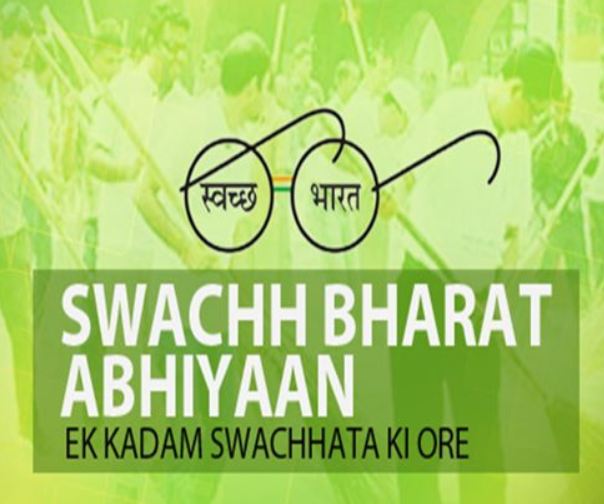 स्वच्छ भारत
SWACHH BHARAT
ABHIYAAN
EK KADAM SWACHHATA KI ORE